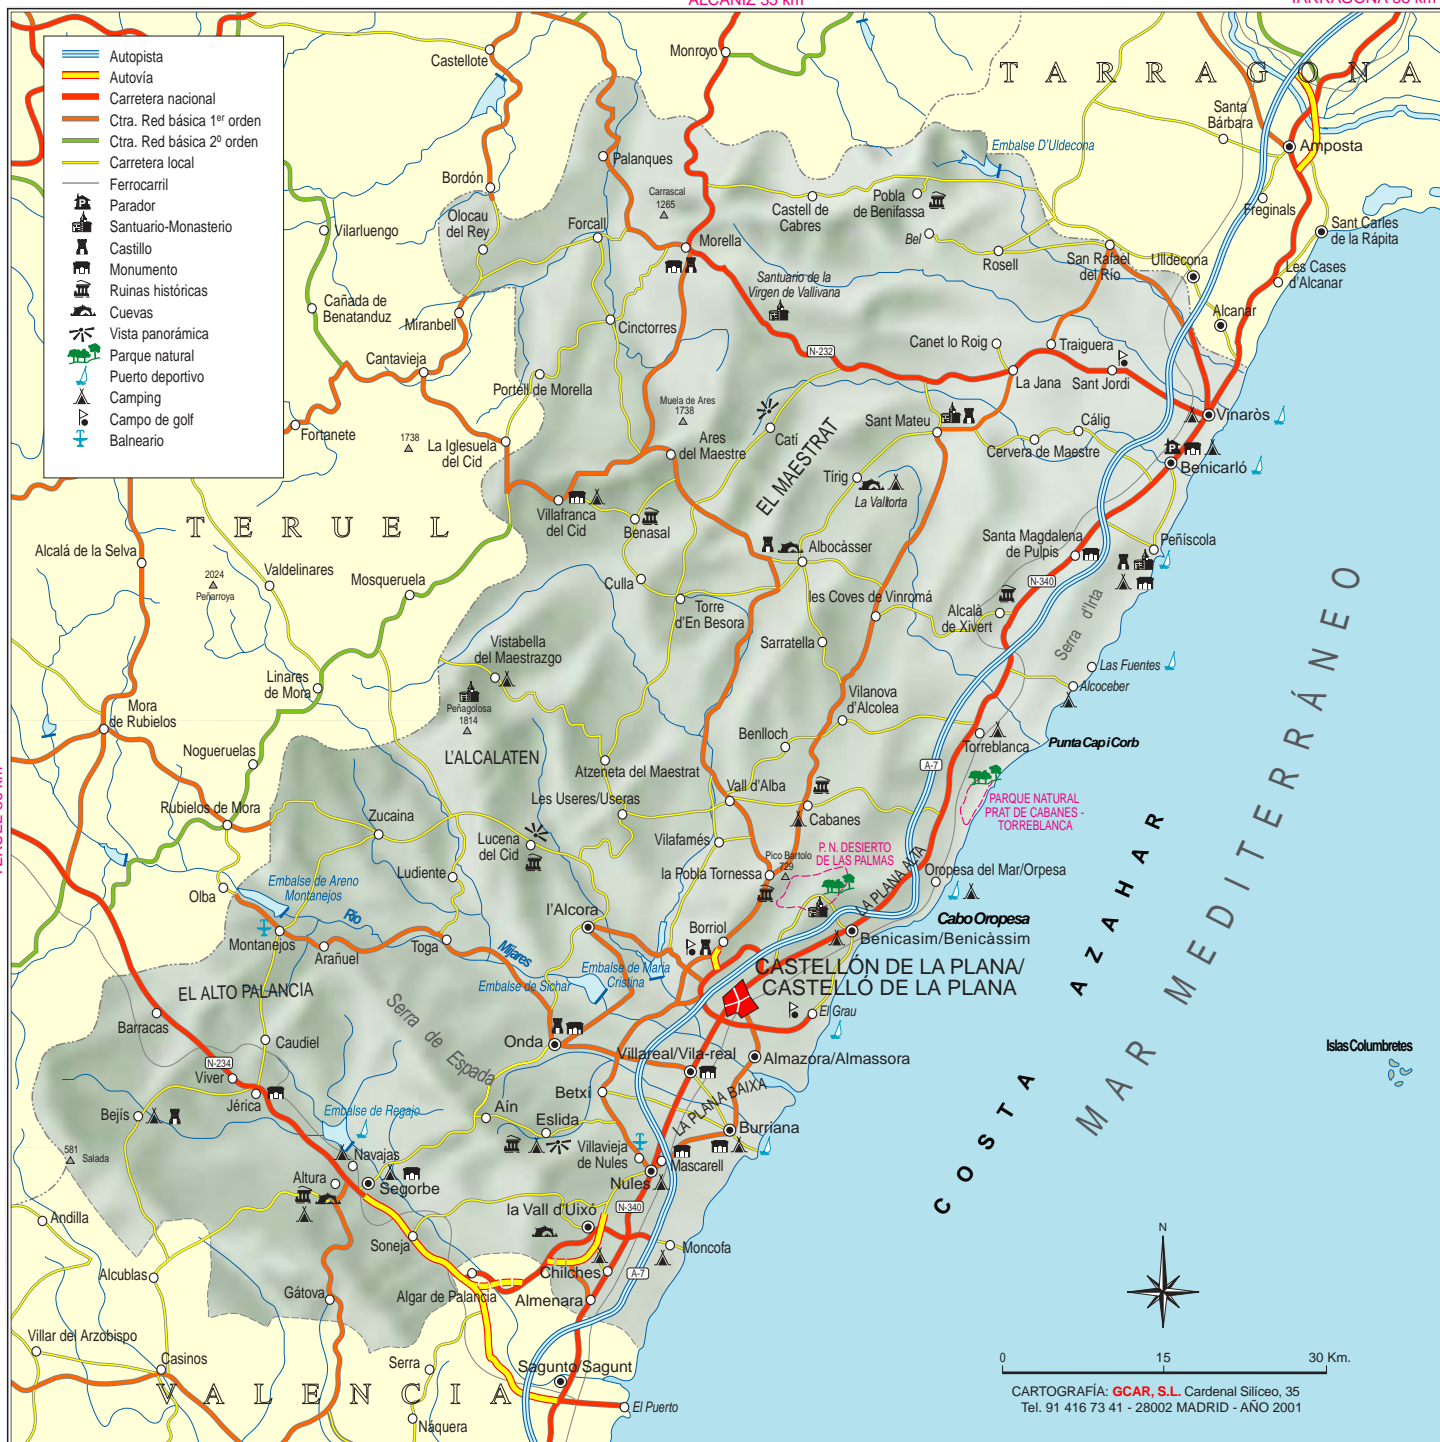 ALCAÑIZ 35 km
Autopista
Autovía
Carretera nacional
Ctra. Red básica 1er orden
Ctra. Red básica 2º orden
Carretera local
Ferrocarril
Parador
Santuario-Monasterio
Castillo
Monumento
Ruinas históricas
Cuevas
Vista panorámica
Parque natural
Puerto deportivo
Camping
Campo de golf
Balneario
Castellote
Monroyo
TARRAGONA
Santa
Bárbara
Amposta
Embalse D'Uldecona
Palanques
Bordón
Carrascal
1265
Castell de
Cabres
Pobla
de Benifassa
Freginals
Sant Carles
de la Rápita
Vilarluengo
Olocau
del Rey
Forcall
Morella
Bel
Rosell
San Rafael
del Río
Ulldecona
Les Cases
d'Alcanar
Santuario de la
Virgen de Vallivana
Cañada de
Benatanduz
Miranbell
Cinctorres
Alcanar
N-232
Canet lo Roig
Traiguera
Cantavieja
Portell de Morella
La Jana
Sant Jordi
Muela de Ares
1738
Fortanete
1738
La Iglesuela
del Cid
Ares
del Maestre
Catí
EL MAESTRAT
Sant Mateu
Cálig
Cervera de Maestre
Vinaròs
Benicarló
Tírig
La Valltorta
TERUEL
Villafranca
del Cid
Benasal
Alcalá de la Selva
Albocàsser
Santa Magdalena
de Pulpis
Peñíscola
2024
Peñarroya
Valdelinares
Mosqueruela
Culla
N-340
Torre
d'En Besora
les Coves de Vinromá
Alcalà
de Xivert
Serra d'Irta
Sarratella
Vistabella
del Maestrazgo
Las Fuentes
Alcoceber
Linares
de Mora
Peñagolosa
1814
Mora
de Rubielos
Vilanova
d'Alcolea
Nogueruelas
L'ALCALATEN
Benlloch
Torreblanca
Punta Cap i Corb
A-7
Atzeneta del Maestrat
Vall d'Alba
Les Useres/Useras
PARQUE NATURAL
PRAT DE CABANES -
TORREBLANCA
Rubielos de Mora
Zucaina
Cabanes
Lucena
del Cid
Vilafamés
P. N. DESIERTO
DE LAS PALMAS
Pico Bartolo
729
Ludiente
la Pobla Tornessa
LA PLANA ALTA
Oropesa del Mar/Orpesa
Olba
Embalse de Areno
Montanejos
Río
Mijares
l'Alcora
Cabo Oropesa
Montanejos
Arañuel
Toga
Borriol
Benicasim/Benicàssim
Embalse de María
Cristina
Embalse de Sichar
CASTELLÓN DE LA PLANA/
CASTELLÓ DE LA PLANA
EL ALTO PALANCIA
Barracas
Serra de Espada
El Grau
COSTA AZAHAR
MAR MEDITERRÁNEO
Islas Columbretes
Caudiel
Onda
Villareal/Vila-real
Almazora/Almassora
N-234
Viver
Jérica
Betxí
LA PLANA BAIXA
Bejís
Embalse de Regajo
Aín
Eslida
Burriana
Villavieja
de Nules
Mascarell
581
Salada
Navajas
Altura
Segorbe
Nules
N-340
Andilla
la Vall d'Uixó
Soneja
Moncofa
Alcublas
Gátova
Algar de Palancia
Chilches
A-7
Almenara
Villar del Arzobispo
Casinos
Serra
Sagunto/Sagunt
VALENCIA
Náquera
El Puerto
N
0 15 30 Km.
CARTOGRAFÍA: GCAR, S.L. Cardenal Silíceo, 35
Tel. 91 416 73 41 - 28002 MADRID - AÑO 2001